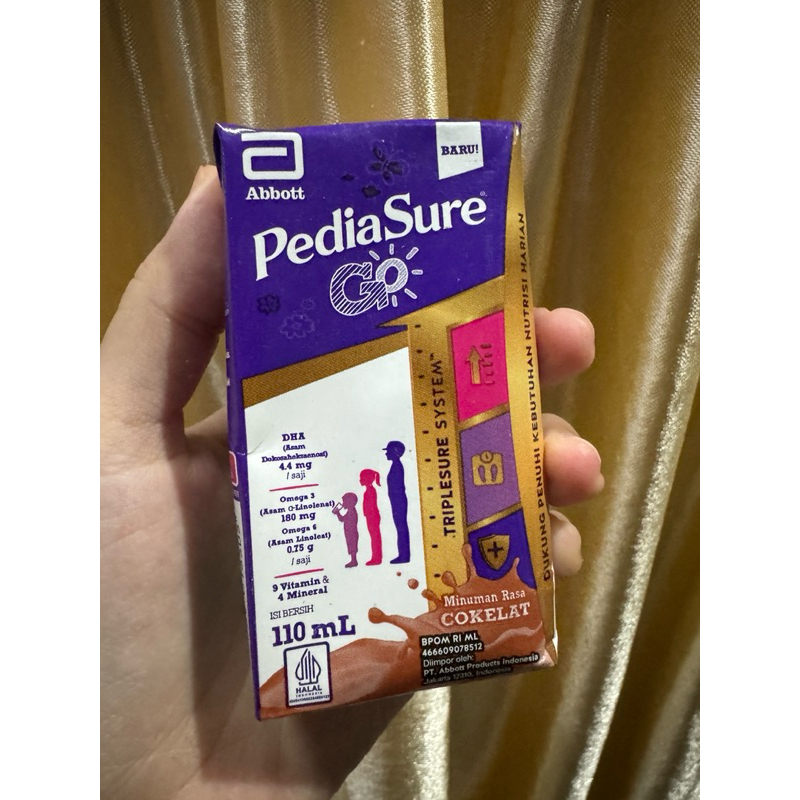 BARU!
Abbott
PediaSure®
Go
TRIPLESURE SYSTEM™
DUKUNG PENUHI KEBUTUHAN NUTRISI HARIAN
DHA
(Asam
Dokosaheksaenoat)
4.4 mg
/ saji
Omega 3
(Asam α-Linolenat)
180 mg
Omega 6
(Asam Linoleat)
0.75 g
/ saji
9 Vitamin &
4 Mineral
ISI BERSIH
110 mL
HALAL
INDONESIA
Minuman Rasa
COKELAT
BPOM RI ML
466609078512
Diimpor oleh:
PT. Abbott Products Indonesia
Jakarta 12310, Indonesia